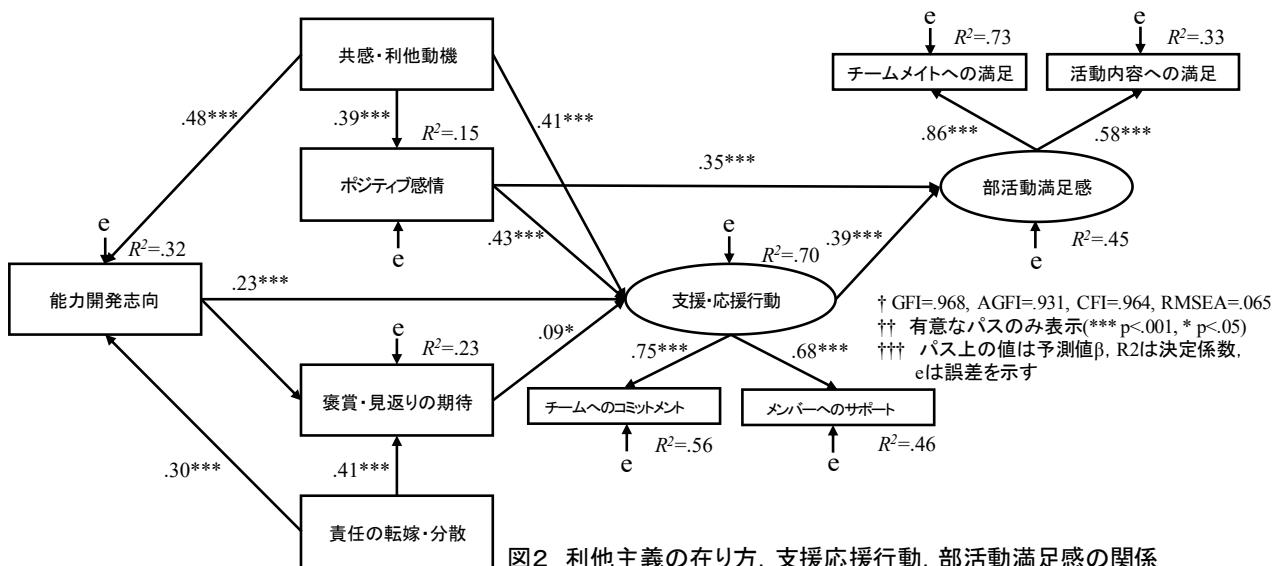 e
R²=.73
e
R²=.33
共感・利他動機
チームメイトへの満足
活動内容への満足
.48***
.39***
R²=.15
.41***
.86***
.58***
ポジティブ感情
.35***
部活動満足感
e
R²=.32
e
.43***
e
R²=.70
.39***
e
R²=.45
能力開発志向
.23***
支援・応援行動
† GFI=.968, AGFI=.931, CFI=.964, RMSEA=.065
†† 有意なパスのみ表示(*** p<.001, * p<.05)
††† パス上の値は予測値β, R2は決定係数,
eは誤差を示す
e
R²=.23
.09*
.75***
.68***
褒賞・見返りの期待
チームへのコミットメント
メンバーへのサポート
.30***
.41***
e
R²=.56
e
R²=.46
責任の転嫁・分散
図2 利他主義の在り方, 支援応援行動, 部活動満足感の関係